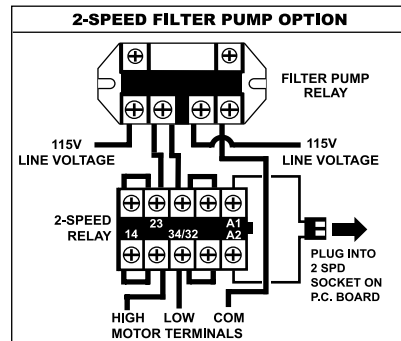 2-SPEED FILTER PUMP OPTION
FILTER PUMP
RELAY
115V
LINE VOLTAGE
115V
LINE VOLTAGE
2-SPEED
RELAY
23
14
34/32
A1
A2
PLUG INTO
2 SPD
SOCKET ON
P.C. BOARD
HIGH LOW COM
MOTOR TERMINALS